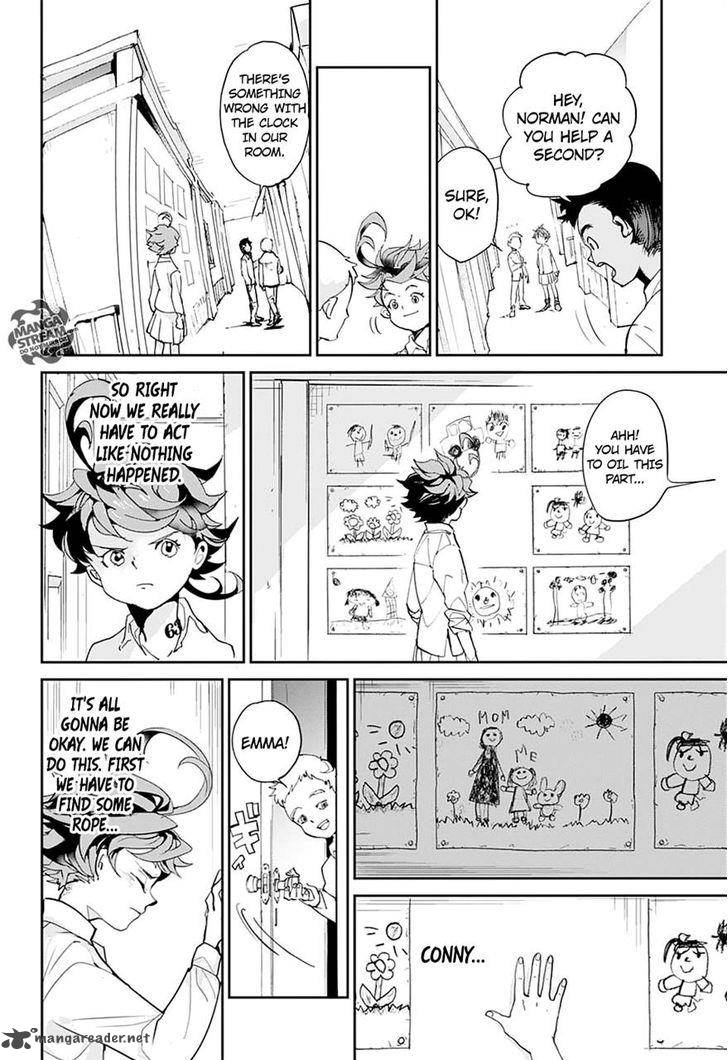 HEY,
NORMAN! CAN
YOU HELP A
SECOND?
SURE,
OK!
THERE'S
SOMETHING
WRONG WITH
THE CLOCK
IN OUR
ROOM.
MANGA
STREAM
AHH!
YOU HAVE
TO OIL THIS
PART...
SO RIGHT
NOW WE REALLY
HAVE TO ACT
LIKE NOTHING
HAPPENED.
63
MOM
ME
EMMA!
ギィ
CONNY...
IT'S ALL
GONNA BE
OKAY. WE CAN
DO THIS. FIRST
WE HAVE TO
FIND SOME
ROPE...
mangareader.net